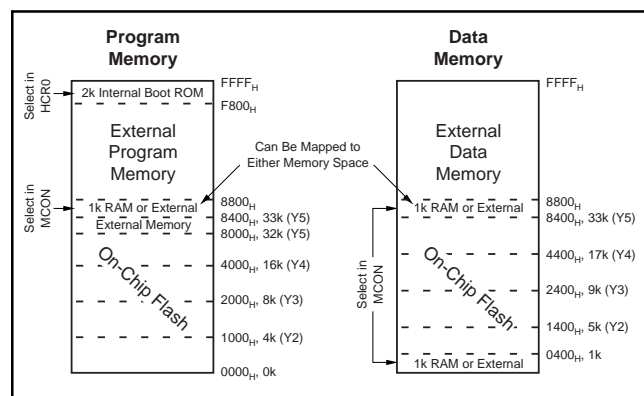 Program
Memory
Select in
HCR0
2k Internal Boot ROM
FFFFH
F800H
External
Program
Memory
Can Be Mapped to
Either Memory Space
Select in
MCON
1k RAM or External
External Memory
8800H
8400H, 33k (Y5)
8000H, 32k (Y5)
4000H, 16k (Y4)
2000H, 8k (Y3)
1000H, 4k (Y2)
0000H, 0k
On-Chip Flash
Data
Memory
FFFFH
External
Data
Memory
8800H
1k RAM or External
8400H, 33k (Y5)
4400H, 17k (Y4)
2400H, 9k (Y3)
1400H, 5k (Y2)
0400H, 1k
On-Chip Flash
Select in
MCON
1k RAM or External